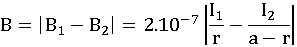 B = |B₁ − B₂| = 2.10⁻⁷ |I₁/r − I₂/(a − r)|